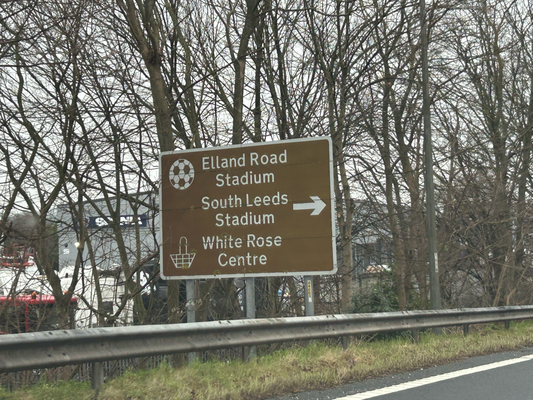 Elland Road
Stadium
South Leeds
Stadium
White Rose
Centre